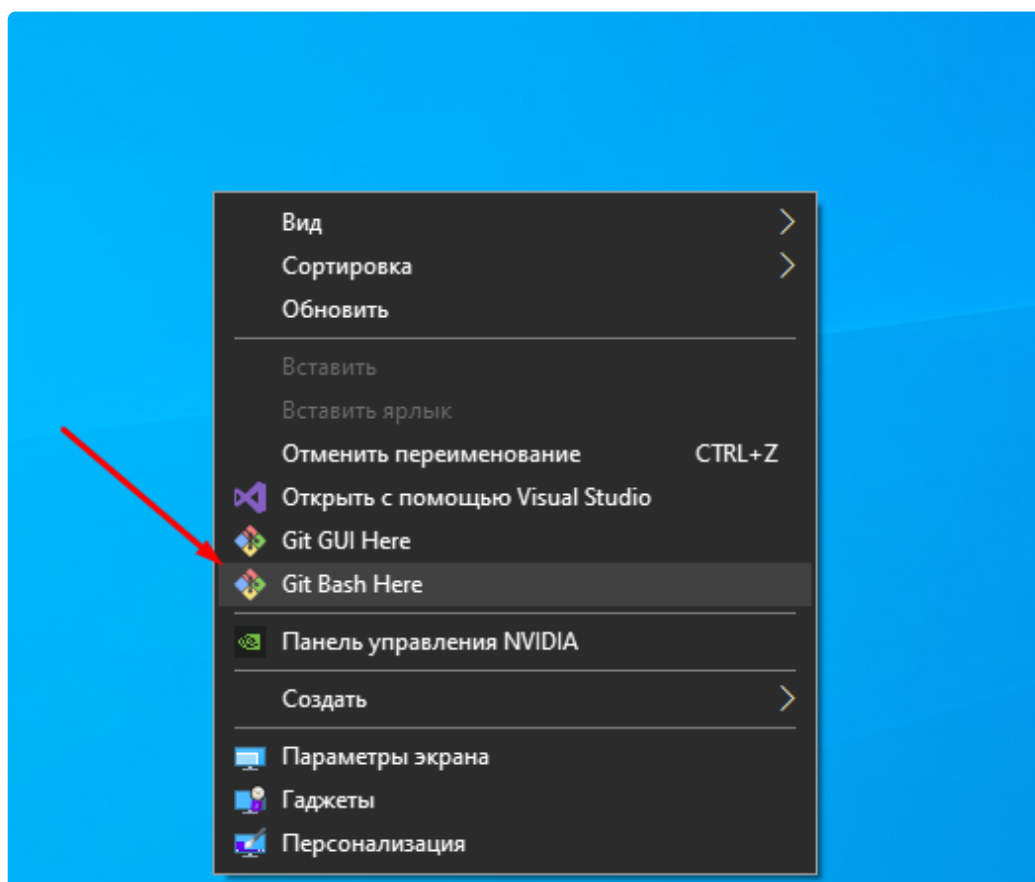 Вид
Сортировка
Обновить
Вставить
Вставить ярлык
Отменить переименование CTRL+Z
Открыть с помощью Visual Studio
Git GUI Here
Git Bash Here
Панель управления NVIDIA
Создать
Параметры экрана
Гаджеты
Персонализация